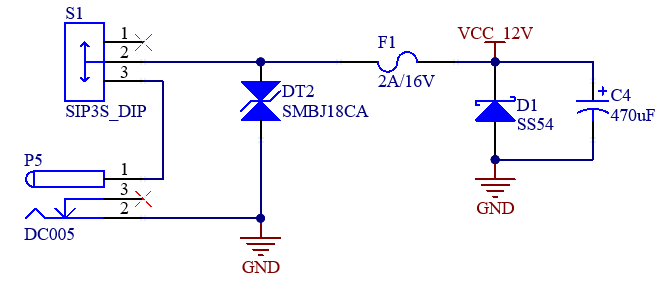 S1
1
2
3
SIP3S_DIP
DT2
SMBJ18CA
F1
2A/16V
VCC_12V
D1
SS54
C4
470uF
P5
1
3
2
DC005
GND
GND